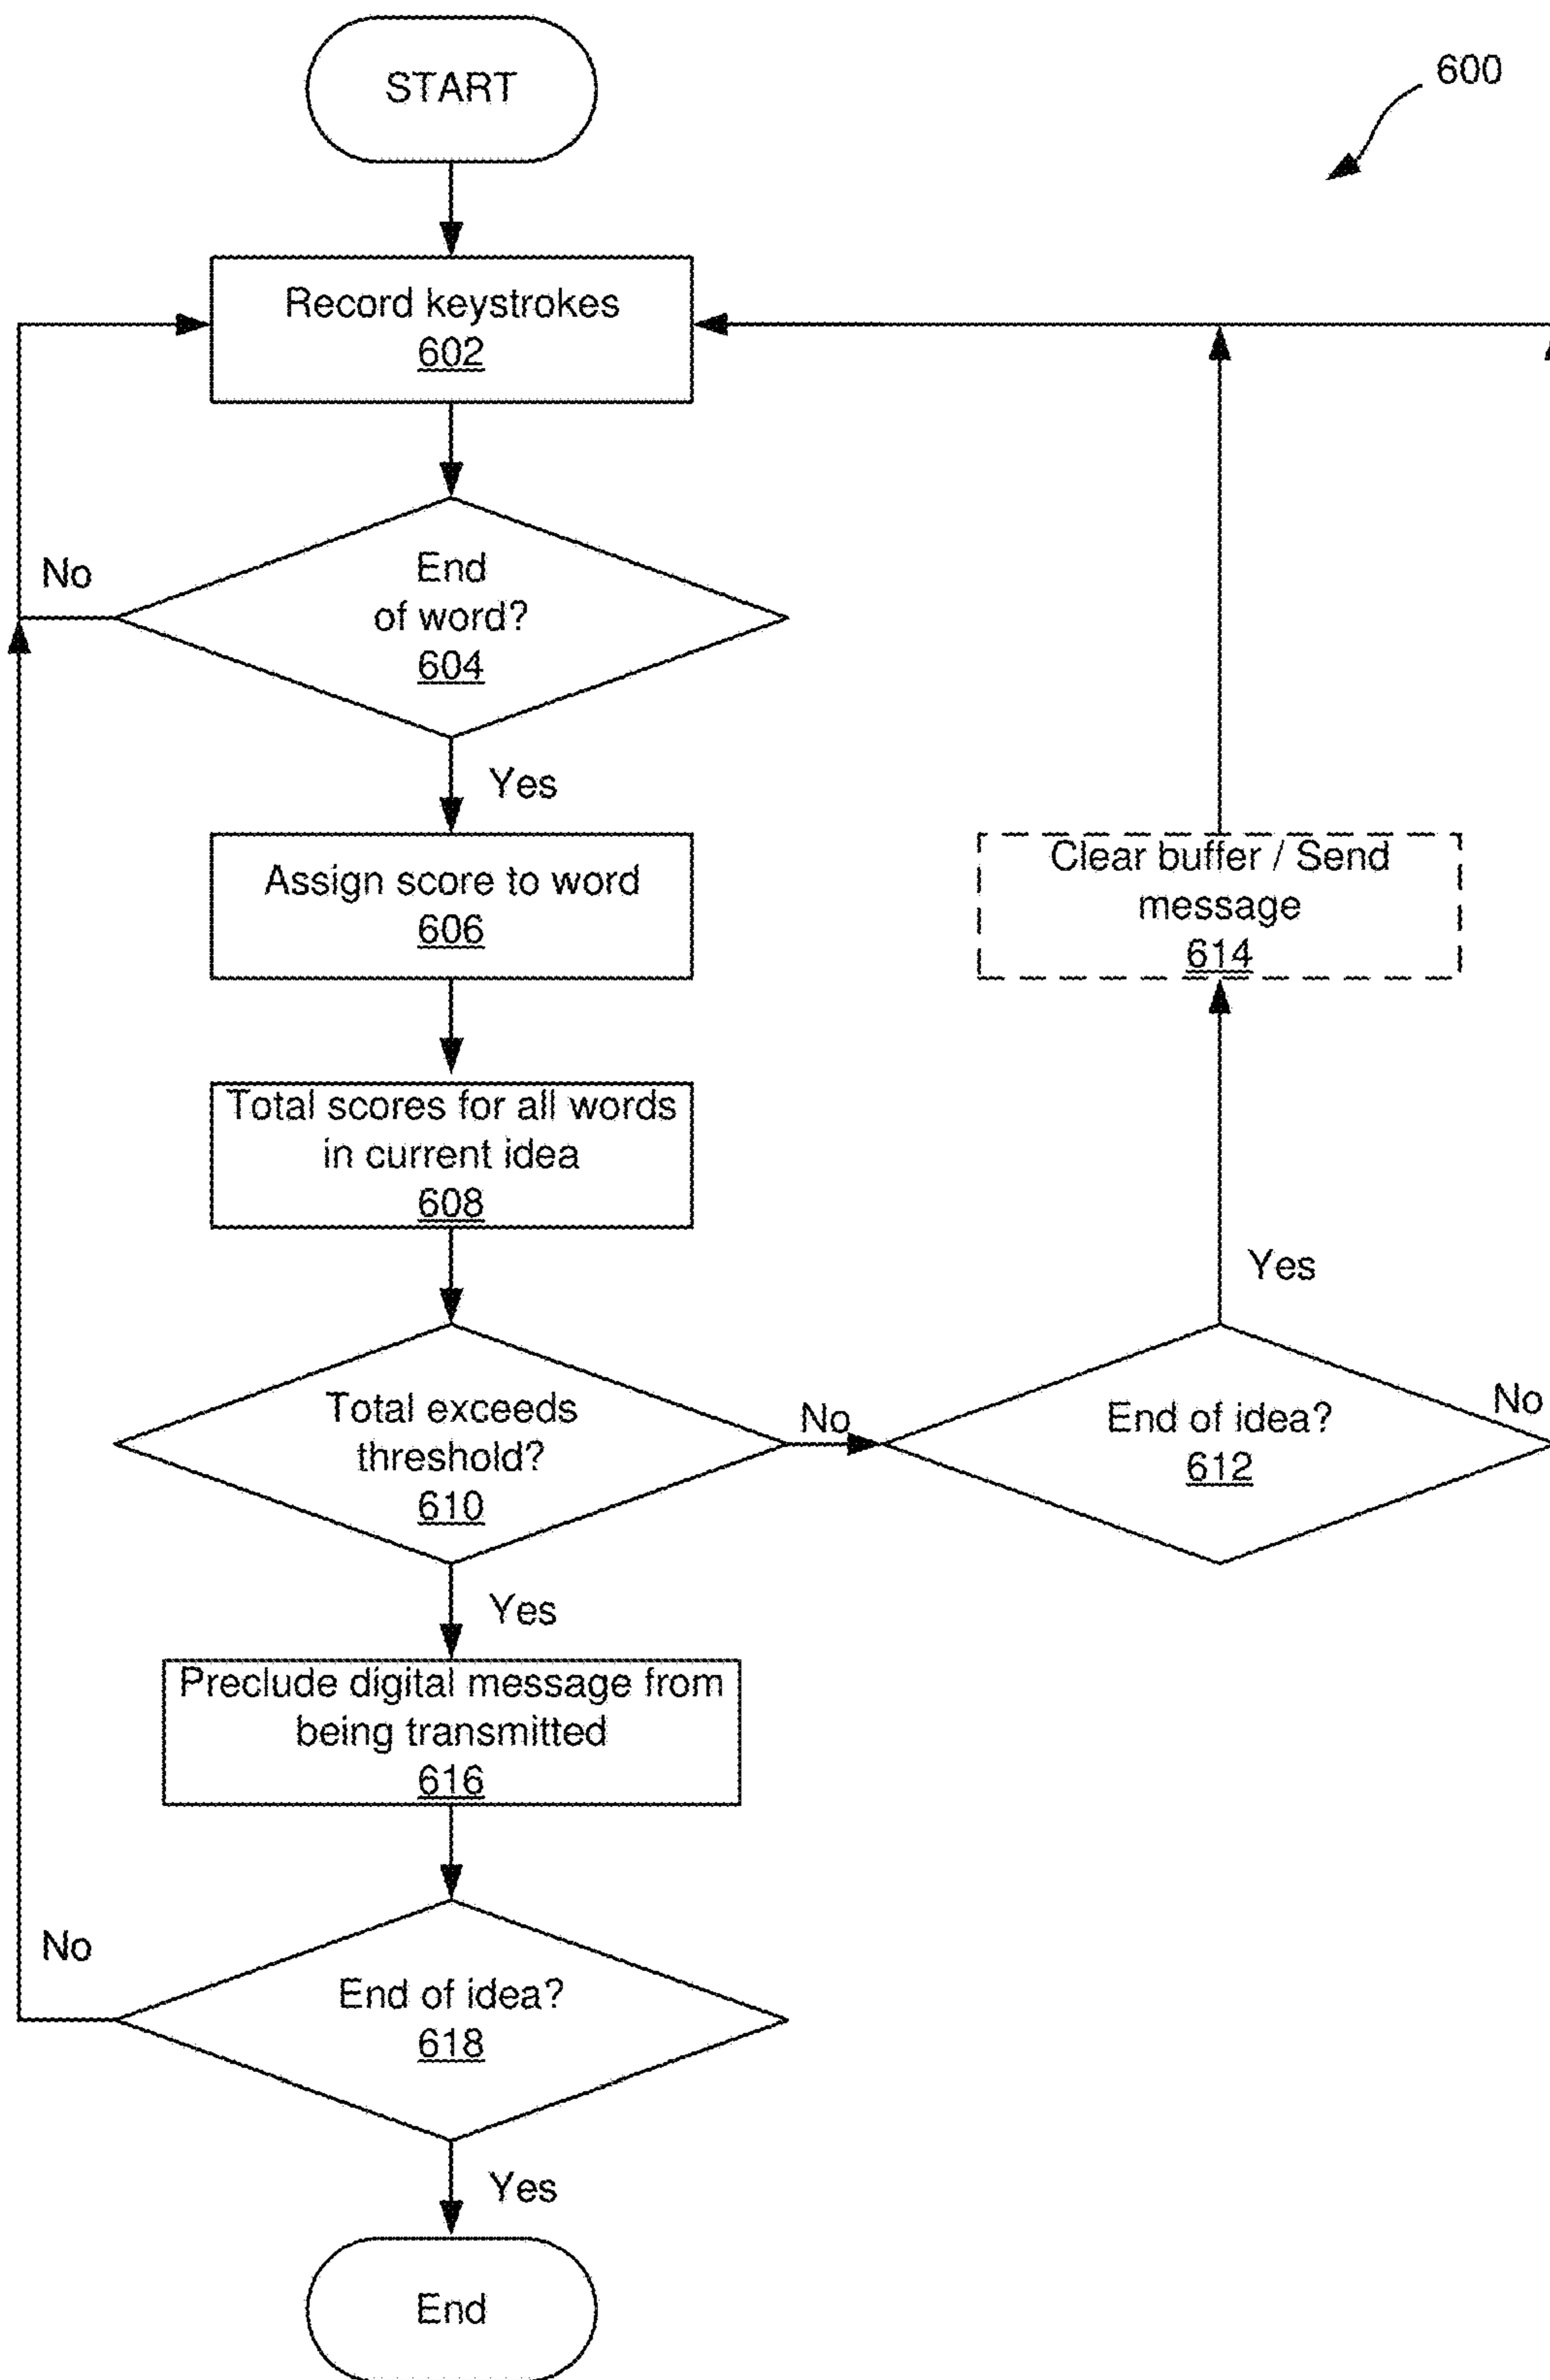 START
600
Record keystrokes
602
No
End
of word?
604
Yes
Assign score to word
606
Clear buffer / Send
message
614
Total scores for all words
in current idea
608
Yes
Total exceeds
threshold?
610
No
End of idea?
612
No
Yes
Preclude digital message from
being transmitted
616
No
End of idea?
618
Yes
End